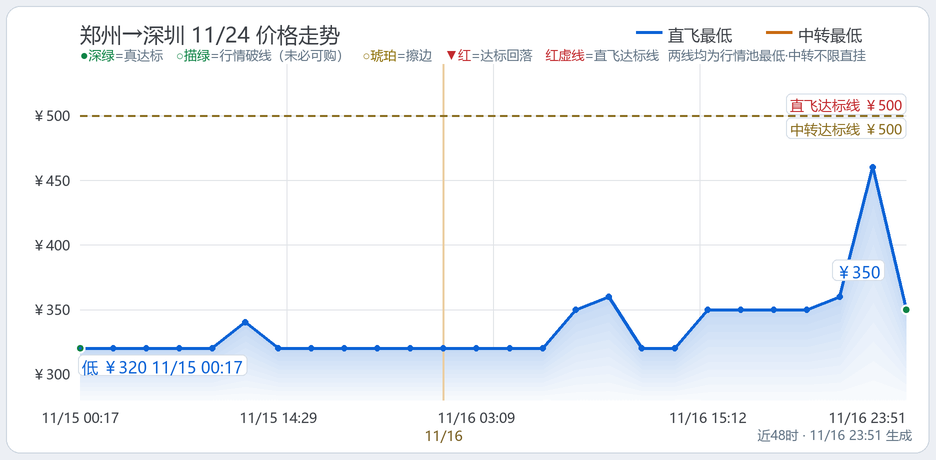 郑州→深圳 11/24 价格走势
直飞最低 中转最低
●深绿=真达标 ○描绿=行情破线（未必可购） ○琥珀=擦边 ▼红=达标回落 红虚线=直飞达标线 两线均为行情池最低·中转不限直挂
直飞达标线 ¥500
¥500
中转达标线 ¥500
¥450
¥400
¥350
¥350
¥300
低 ¥320 11/15 00:17
11/15 00:17 11/15 14:29 11/16 03:09 11/16 15:12 11/16 23:51
11/16
近48时 · 11/16 23:51 生成